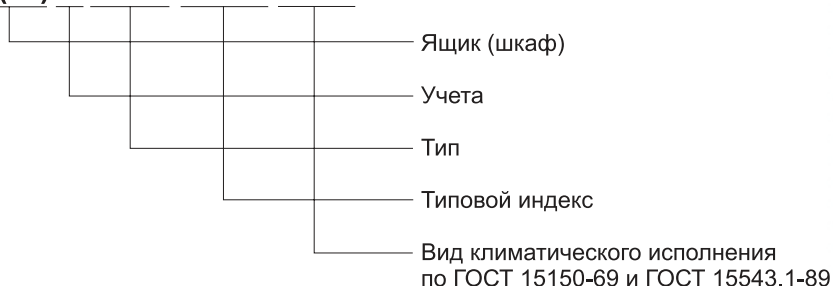 Ящик (шкаф)
Учета
Тип
Типовой индекс
Вид климатического исполнения
по ГОСТ 15150-69 и ГОСТ 15543.1-89